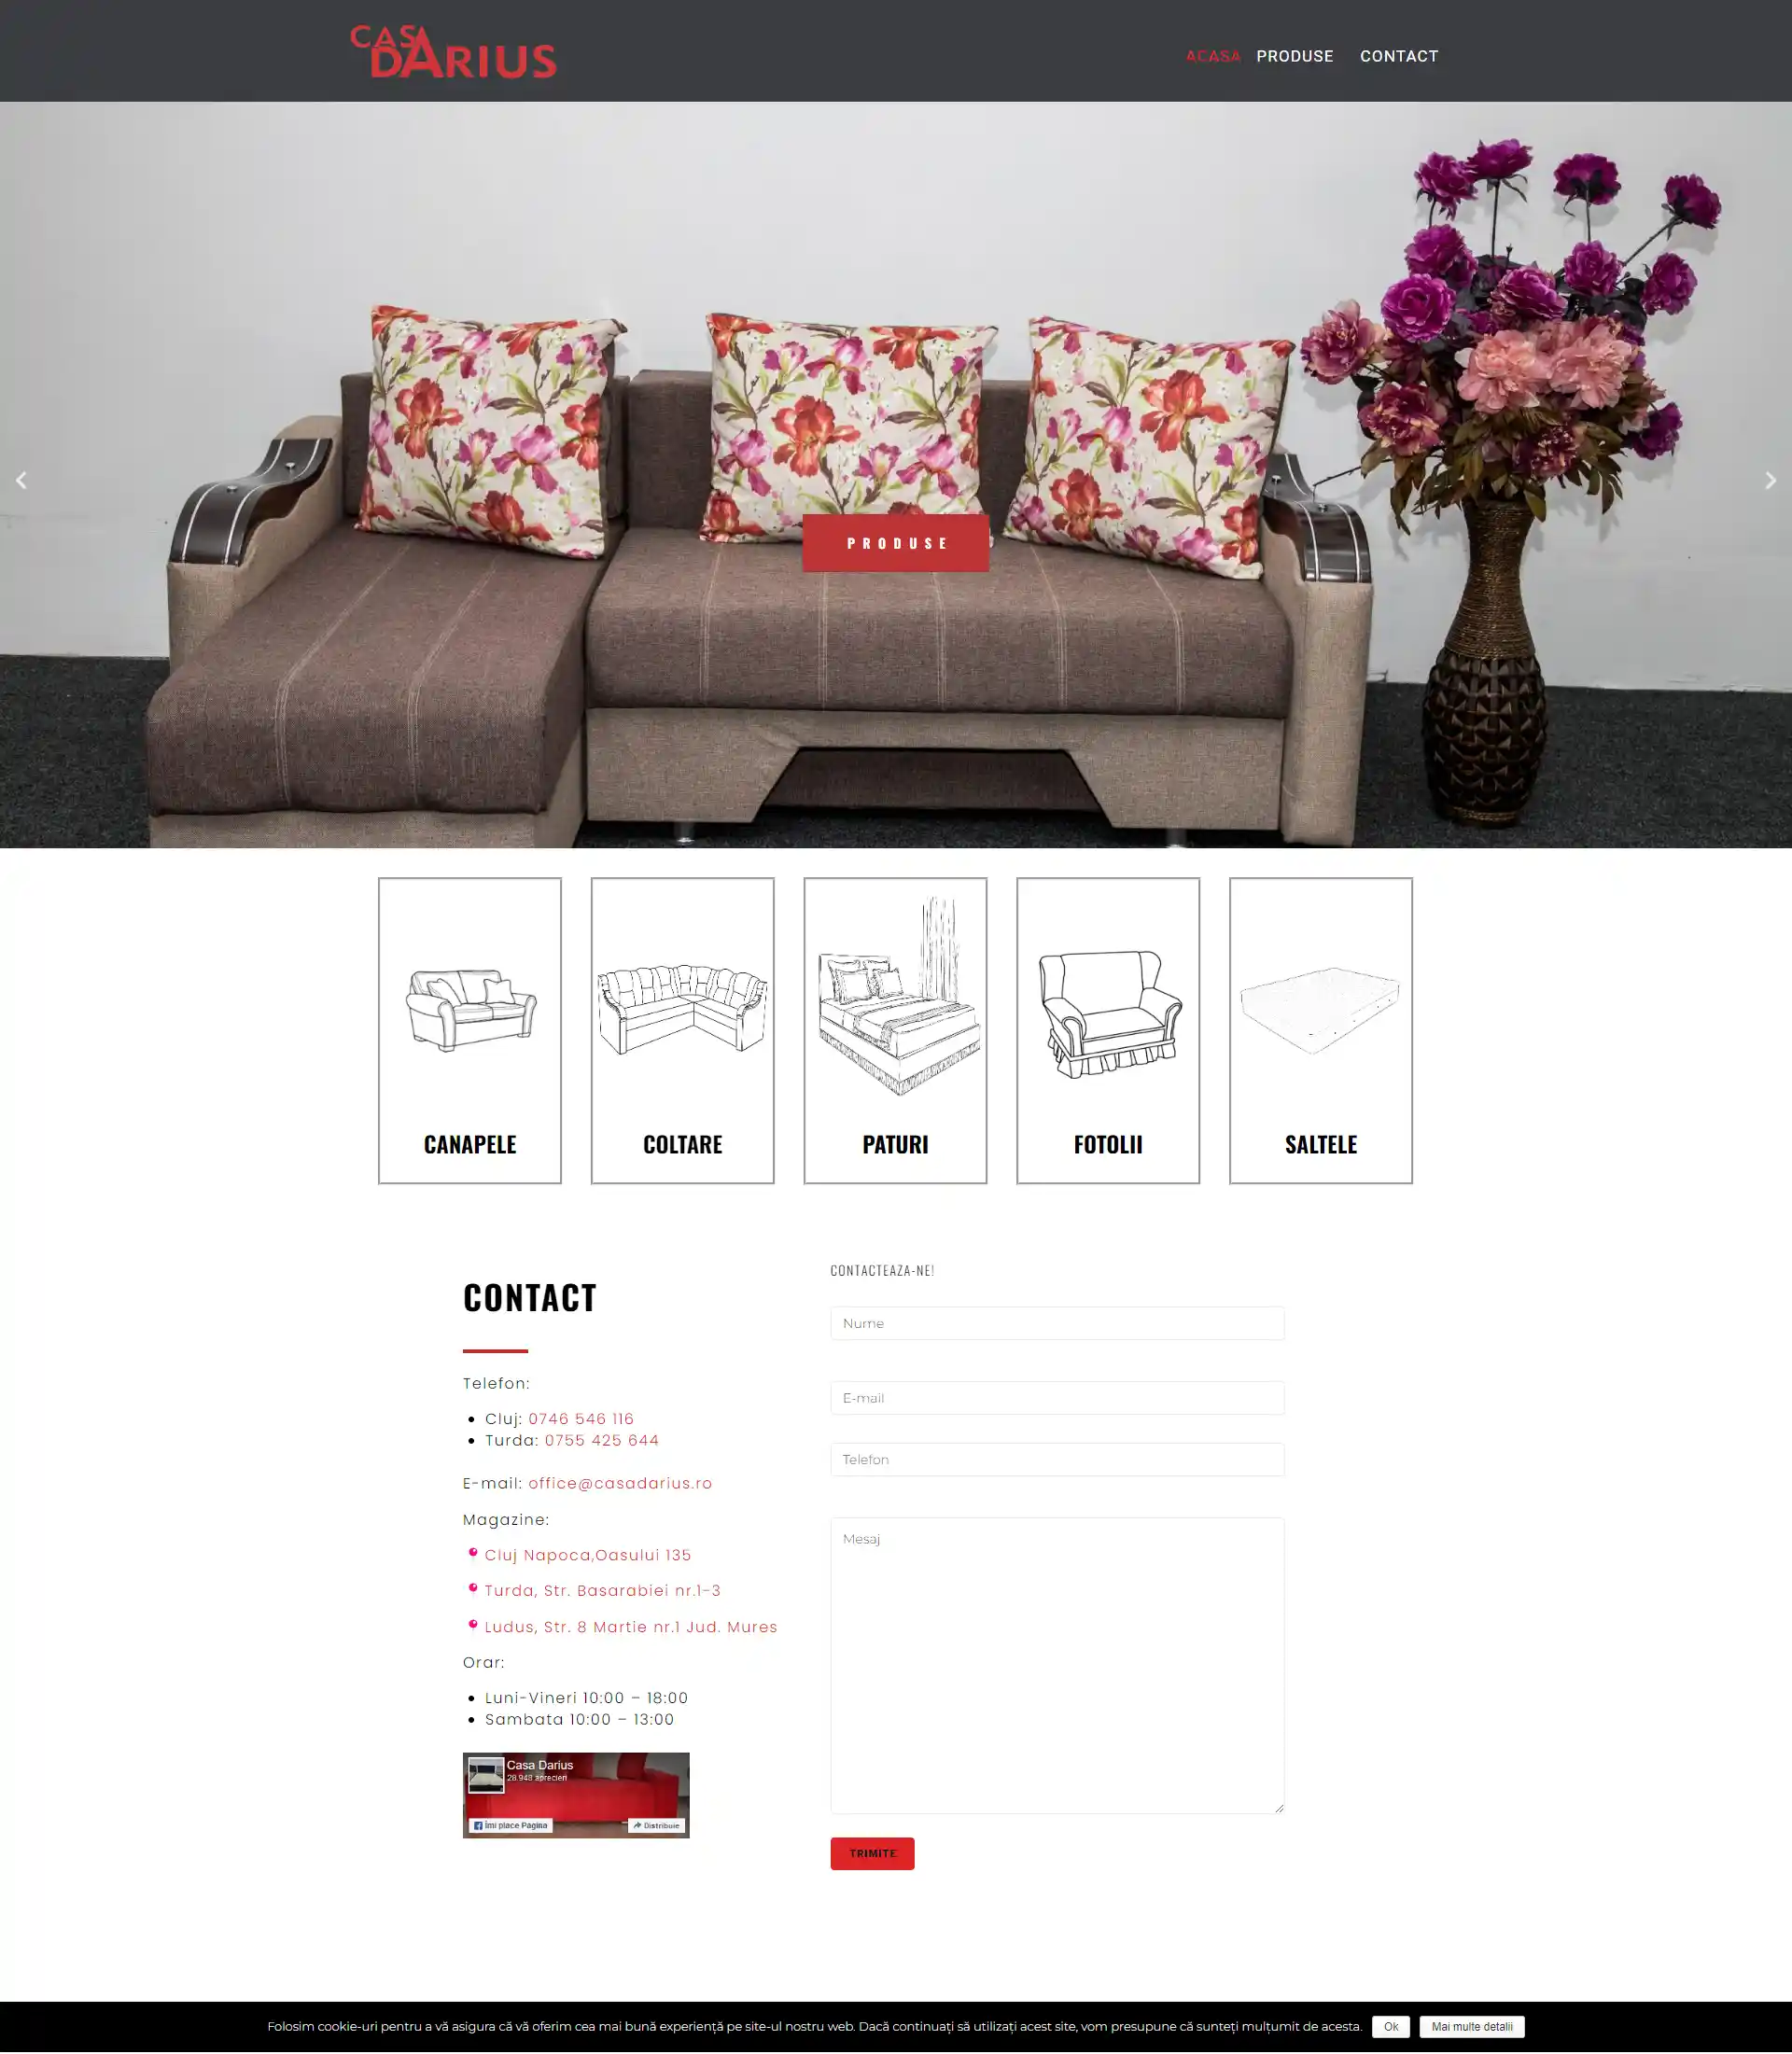 CASA
DARIUS
ACASA PRODUSE CONTACT
PRODUSE
CANAPELE COLTARE PATURI FOTOLII SALTELE
CONTACT
Telefon:
Cluj: 0746 546 116
Turda: 0755 425 644
E-mail: office@casadarius.ro
Magazine:
Cluj Napoca,Oasului 135
Turda, Str. Basarabiei nr.1-3
Ludus, Str. 8 Martie nr.1 Jud. Mures
Orar:
Luni-Vineri 10:00 – 18:00
Sambata 10:00 – 13:00
Casa Darius
28.948 aprecieri
Îmi place Pagina Distribuie
CONTACTEAZA-NE!
Nume
E-mail
Telefon
Mesaj
TRIMITE
Folosim cookie-uri pentru a vă asigura că vă oferim cea mai bună experiență pe site-ul nostru web. Dacă continuați să utilizați acest site, vom presupune că sunteți mulțumit de acesta. Ok Mai multe detalii